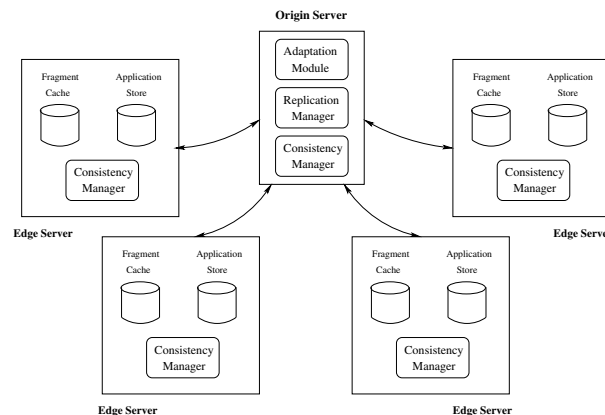 Origin Server
Adaptation
Module
Replication
Manager
Consistency
Manager
Fragment
Cache
Application
Store
Consistency
Manager
Edge Server
Fragment
Cache
Application
Store
Consistency
Manager
Edge Server
Fragment
Cache
Application
Store
Consistency
Manager
Edge Server
Fragment
Cache
Application
Store
Consistency
Manager
Edge Server